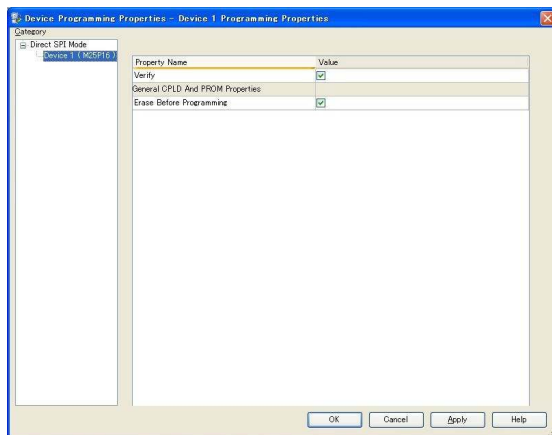 Device Programming Properties - Device 1 Programming Properties
Category
Direct SPI Mode
Device 1 ( M25P16 )
Property Name Value
Verify
General CPLD And PROM Properties
Erase Before Programming
OK Cancel Apply Help